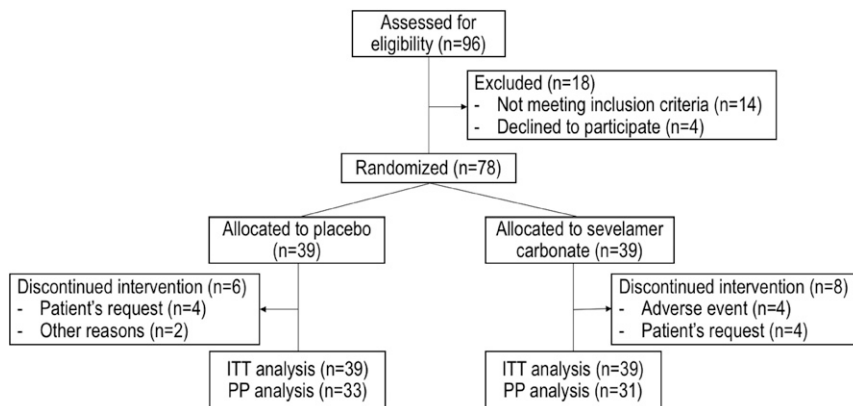 Assessed for
eligibility (n=96)
Excluded (n=18)
- Not meeting inclusion criteria (n=14)
- Declined to participate (n=4)
Randomized (n=78)
Allocated to placebo
(n=39)
Allocated to sevelamer
carbonate (n=39)
Discontinued intervention (n=6)
- Patient's request (n=4)
- Other reasons (n=2)
Discontinued intervention (n=8)
- Adverse event (n=4)
- Patient's request (n=4)
ITT analysis (n=39)
PP analysis (n=33)
ITT analysis (n=39)
PP analysis (n=31)